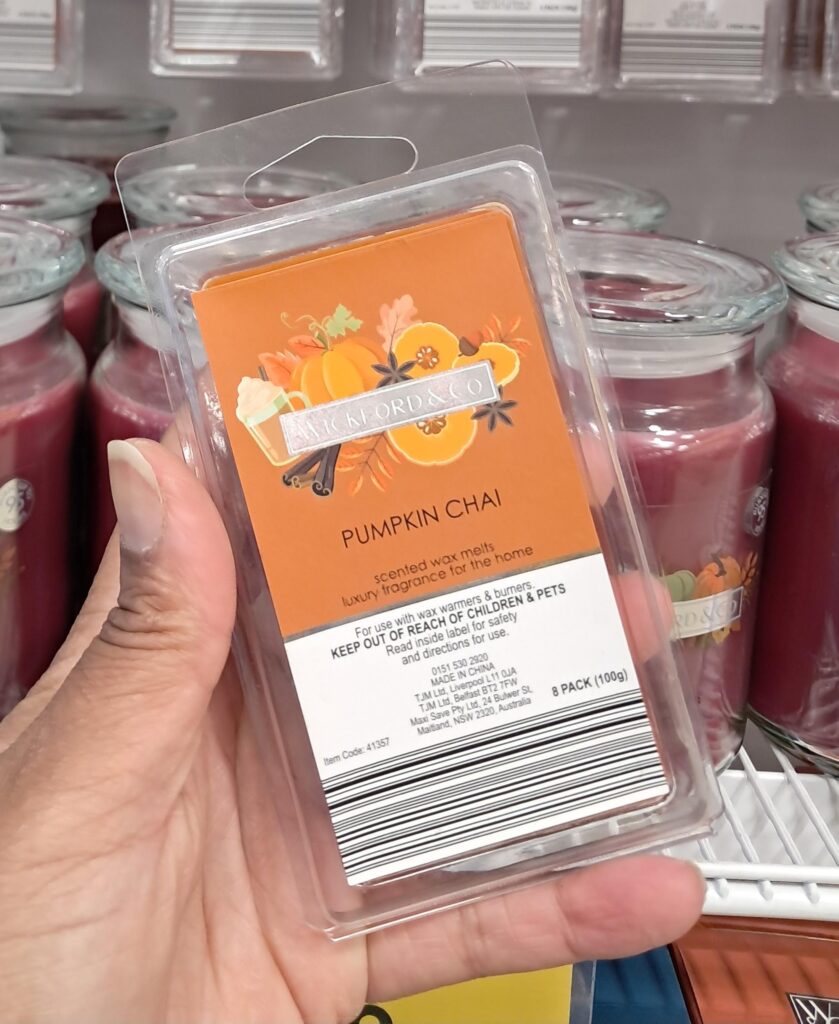 WICKFORD & CO
PUMPKIN CHAI
scented wax melts
luxury fragrance for the home
For use with wax warmers & burners.
KEEP OUT OF REACH OF CHILDREN & PETS
Read inside label for safety
and directions for use.
0151 530 2920
MADE IN CHINA
TJM Ltd, Liverpool L11 0JA
TJM Ltd, Belfast BT2 7FW
Maxi Save Pty Ltd, 24 Bulwer St,
Maitland, NSW 2320, Australia
Item Code: 41357
8 PACK (100g)
RD & CO